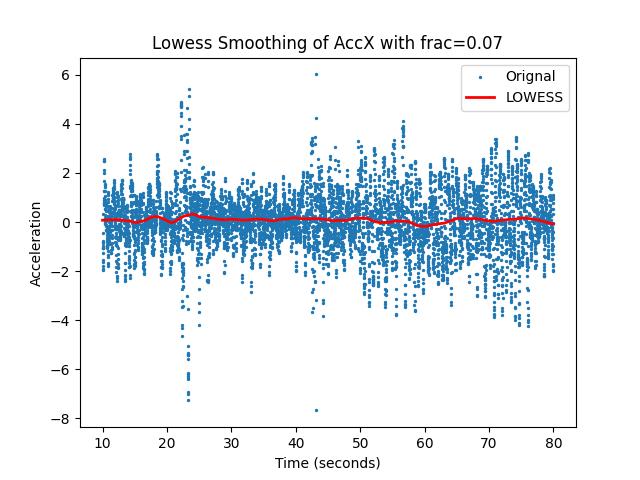 Lowess Smoothing of AccX with frac=0.07
Orignal
LOWESS
6
4
2
0
−2
−4
−6
−8
Acceleration
10 20 30 40 50 60 70 80
Time (seconds)